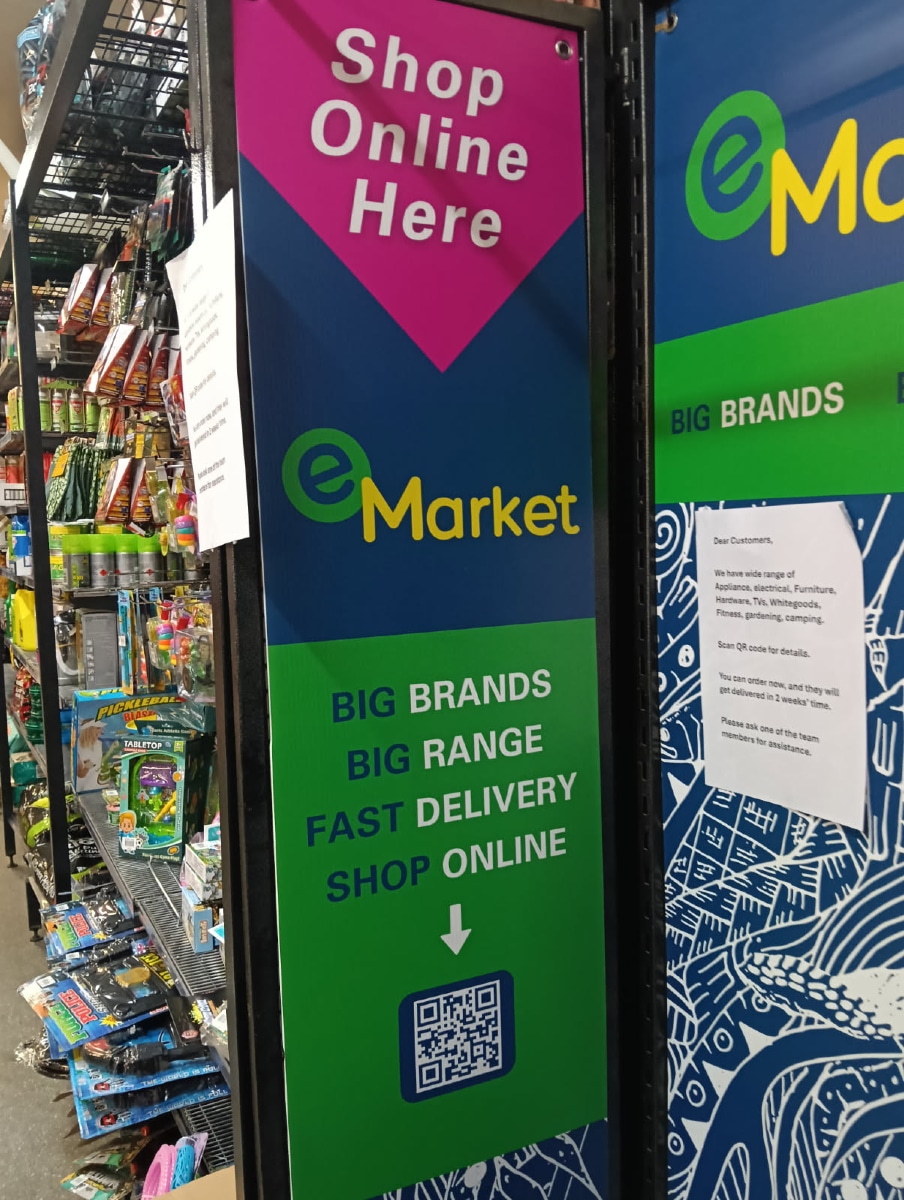 Shop
Online
Here
eMarket
BIG BRANDS
BIG RANGE
FAST DELIVERY
SHOP ONLINE
eMa
BIG BRANDS
Dear Customers,
We have wide range of
Appliance, electrical, Furniture,
Hardware, TVs, Whitegoods,
Fitness, gardening, camping.
Scan QR code for details.
You can order now, and they will
get delivered in 2 weeks' time.
Please ask one of the team
members for assistance.
PICKLEBALL
TABLETOP
POLICE